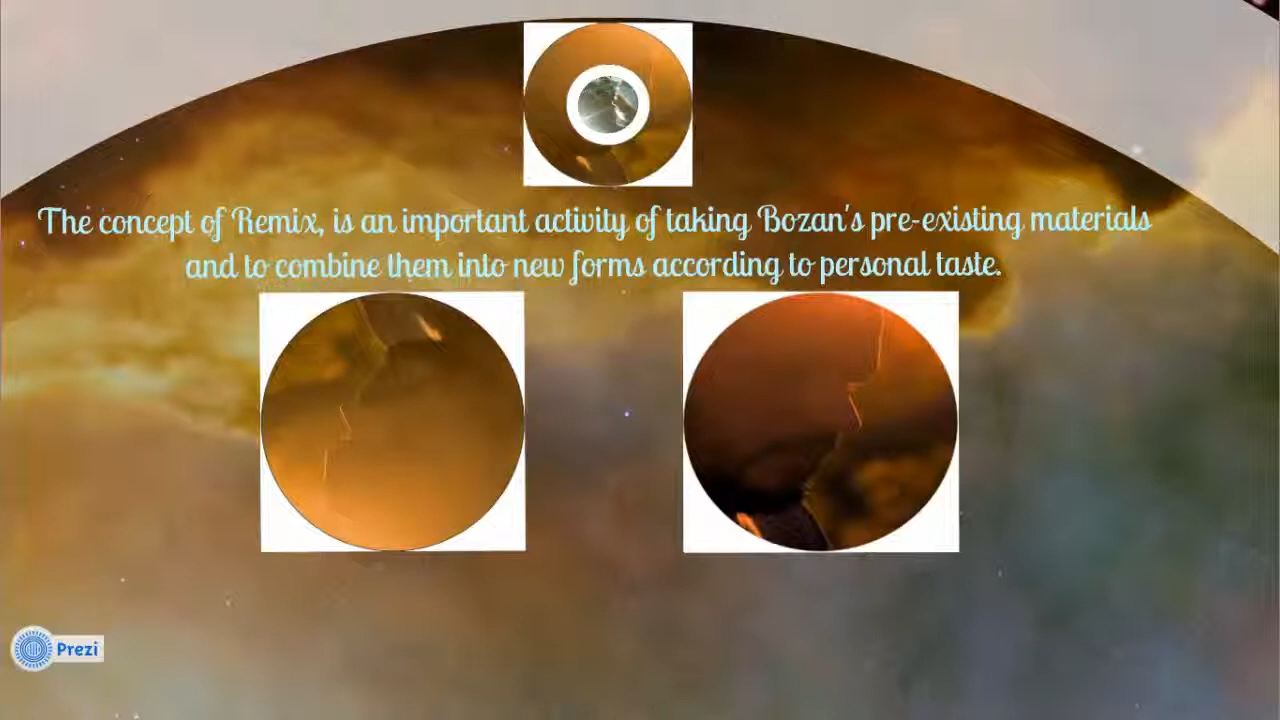 The concept of Remix, is an important activity of taking Bozan's pre-existing materials
and to combine them into new forms according to personal taste.
Prezi